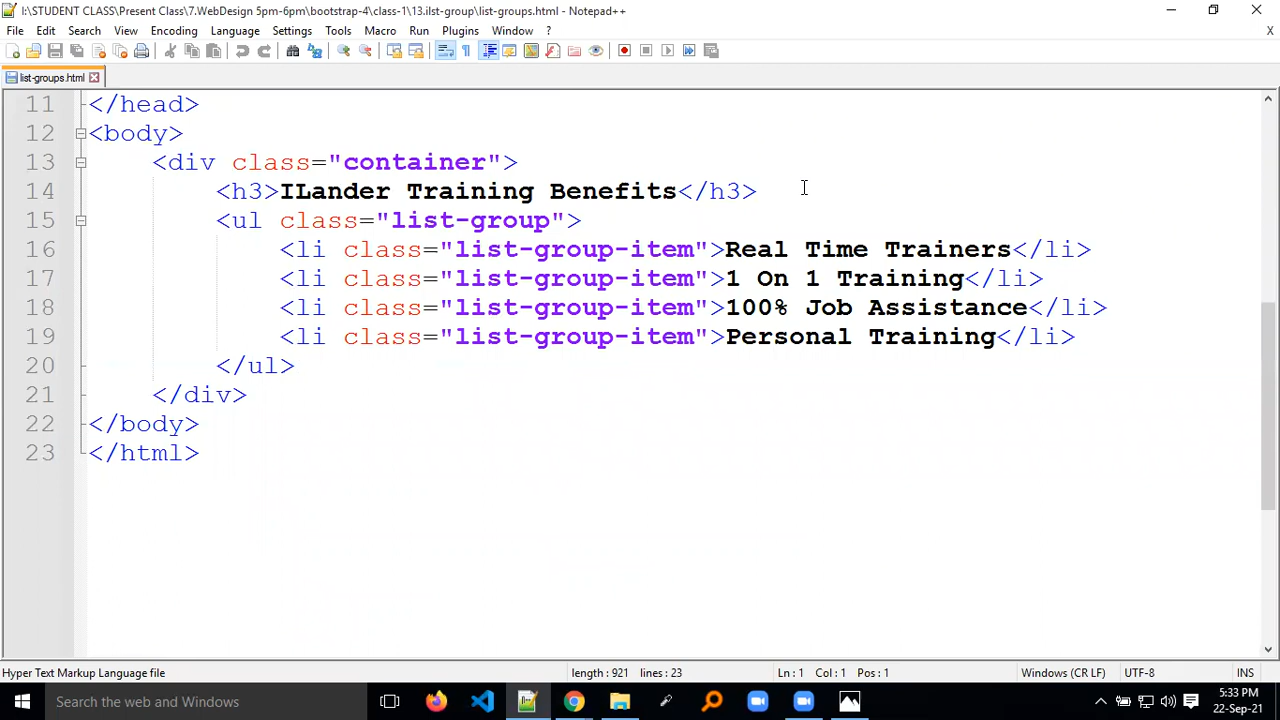 I:\STUDENT CLASS\Present Class\7.WebDesign 5pm-6pm\bootstrap-4\class-1\13.ilst-group\list-groups.html - Notepad++
File Edit Search View Encoding Language Settings Tools Macro Run Plugins Window ? X
list-groups.html
11 </head>
12 <body>
13 <div class="container">
14 <h3>ILander Training Benefits</h3>
15 <ul class="list-group">
16 <li class="list-group-item">Real Time Trainers</li>
17 <li class="list-group-item">1 On 1 Training</li>
18 <li class="list-group-item">100% Job Assistance</li>
19 <li class="list-group-item">Personal Training</li>
20 </ul>
21 </div>
22 </body>
23 </html>
Hyper Text Markup Language file length : 921 lines : 23 Ln : 1 Col : 1 Pos : 1 Windows (CR LF) UTF-8 INS
Search the web and Windows
5:33 PM
22-Sep-21